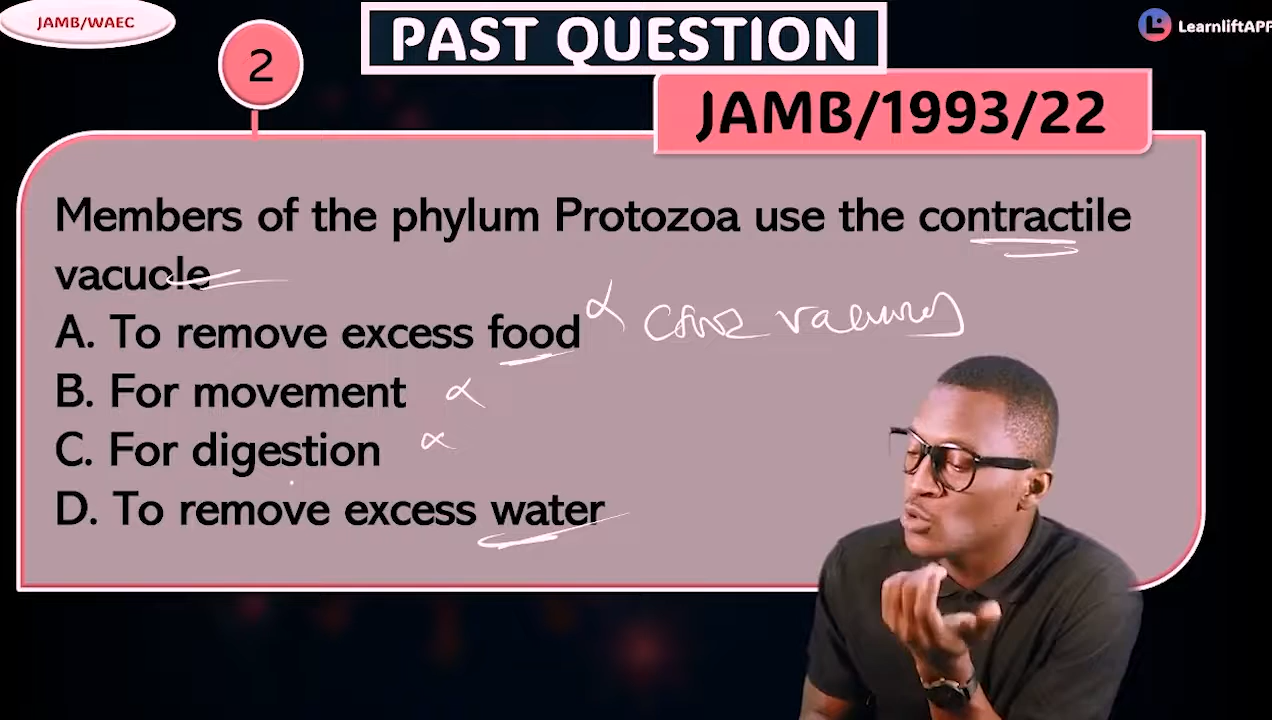 JAMB/WAEC
PAST QUESTION
LearnliftAPP
2
JAMB/1993/22
Members of the phylum Protozoa use the contractile
vacuole
A. To remove excess food
B. For movement
C. For digestion
D. To remove excess water